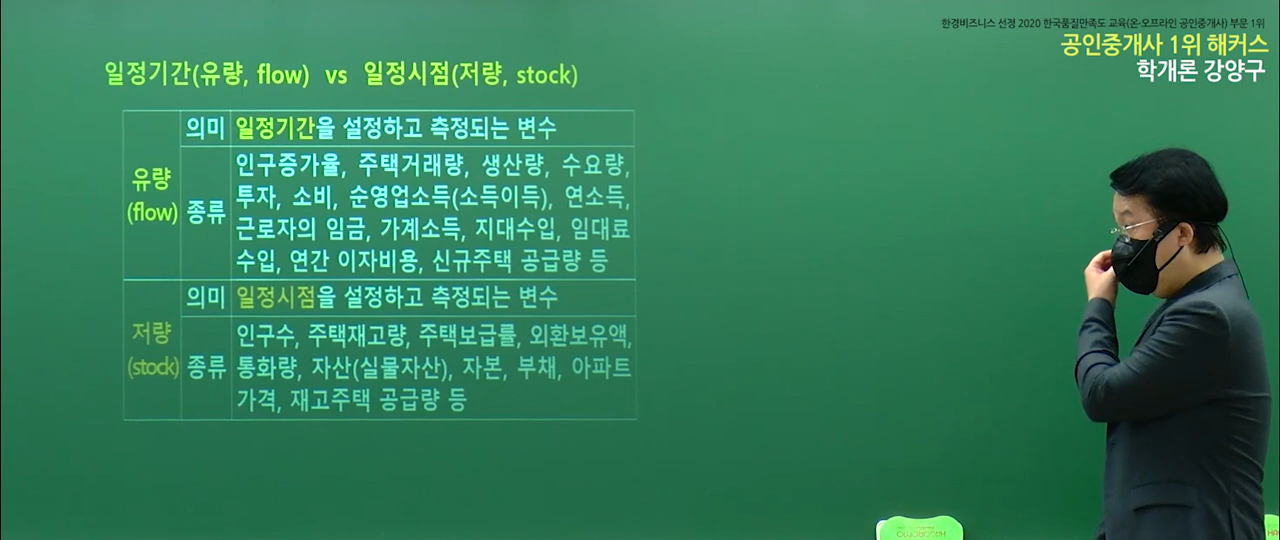 한경비즈니스 선정 2020 한국품질만족도 교육(온·오프라인 공인중개사) 부문 1위
공인중개사 1위 해커스
학개론 강양구
일정기간(유량, flow) vs 일정시점(저량, stock)
유량
(flow)
의미
일정기간을 설정하고 측정되는 변수
종류
인구증가율, 주택거래량, 생산량, 수요량,
투자, 소비, 순영업소득(소득이득), 연소득,
근로자의 임금, 가계소득, 지대수입, 임대료
수입, 연간 이자비용, 신규주택 공급량 등
저량
(stock)
의미
일정시점을 설정하고 측정되는 변수
종류
인구수, 주택재고량, 주택보급률, 외환보유액,
통화량, 자산(실물자산), 자본, 부채, 아파트
가격, 재고주택 공급량 등